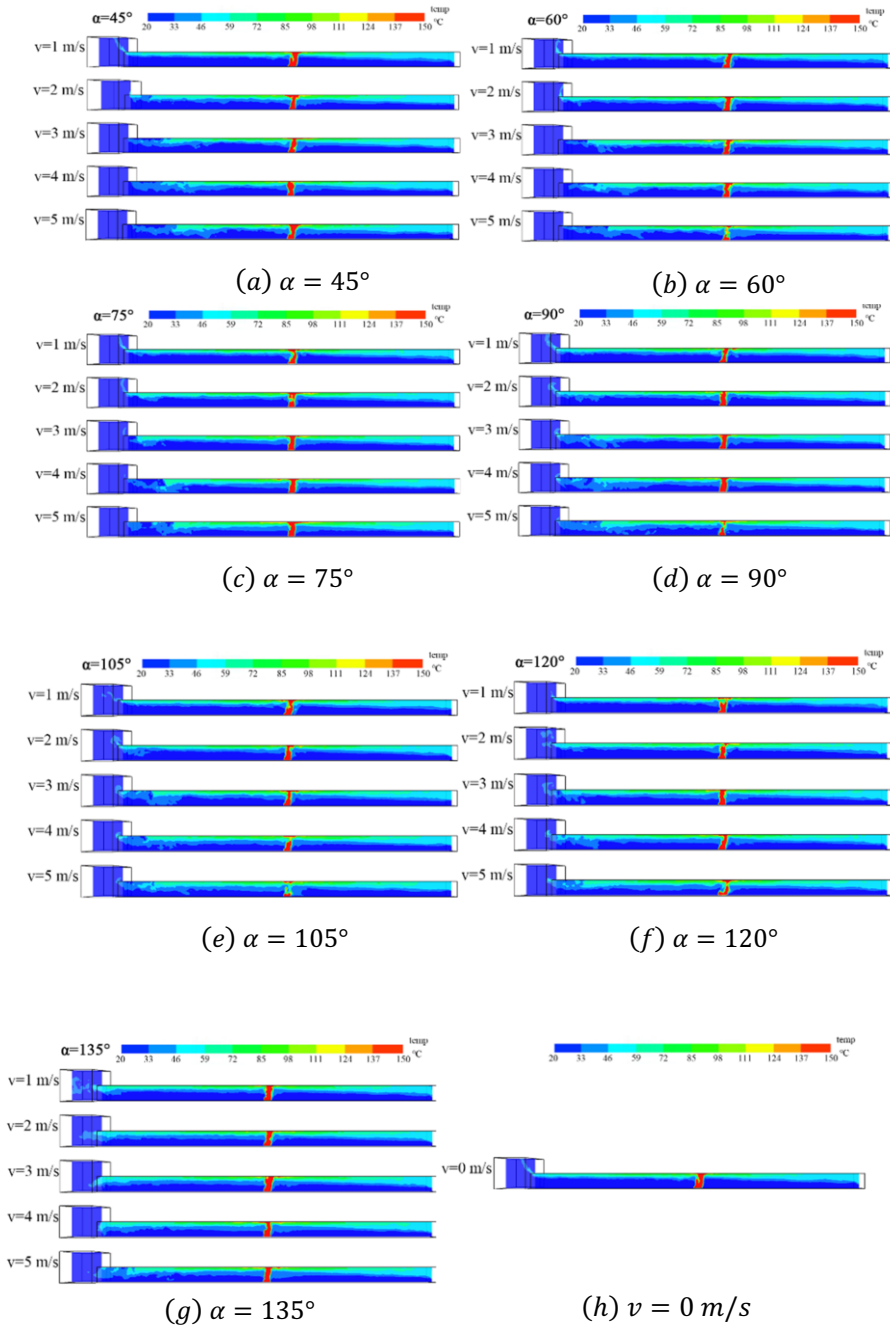 α=45°
temp
20 33 46 59 72 85 98 111 124 137 150 °C
v=1 m/s
v=2 m/s
v=3 m/s
v=4 m/s
v=5 m/s
(a) α = 45°
α=60°
temp
20 33 46 59 72 85 98 111 124 137 150 °C
v=1 m/s
v=2 m/s
v=3 m/s
v=4 m/s
v=5 m/s
(b) α = 60°
α=75°
temp
20 33 46 59 72 85 98 111 124 137 150 °C
v=1 m/s
v=2 m/s
v=3 m/s
v=4 m/s
v=5 m/s
(c) α = 75°
α=90°
temp
20 33 46 59 72 85 98 111 124 137 150 °C
v=1 m/s
v=2 m/s
v=3 m/s
v=4 m/s
v=5 m/s
(d) α = 90°
α=105°
temp
20 33 46 59 72 85 98 111 124 137 150 °C
v=1 m/s
v=2 m/s
v=3 m/s
v=4 m/s
v=5 m/s
(e) α = 105°
α=120°
temp
20 33 46 59 72 85 98 111 124 137 150 °C
v=1 m/s
v=2 m/s
v=3 m/s
v=4 m/s
v=5 m/s
(f) α = 120°
α=135°
temp
20 33 46 59 72 85 98 111 124 137 150 °C
v=1 m/s
v=2 m/s
v=3 m/s
v=4 m/s
v=5 m/s
(g) α = 135°
temp
20 33 46 59 72 85 98 111 124 137 150 °C
v=0 m/s
(h) v = 0 m/s